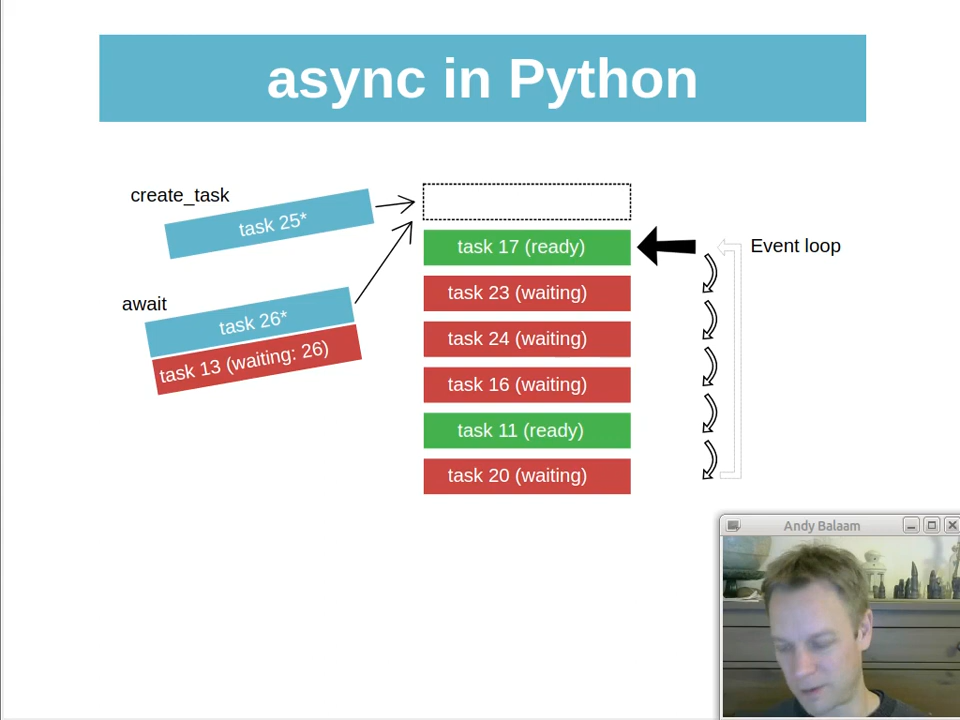 async in Python
create_task
task 25*
await
task 26*
task 13 (waiting: 26)
task 17 (ready)
task 23 (waiting)
task 24 (waiting)
task 16 (waiting)
task 11 (ready)
task 20 (waiting)
Event loop
Andy Balaam